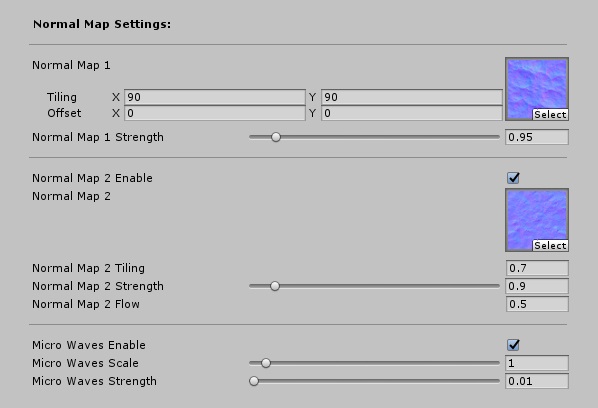 Normal Map Settings:
Normal Map 1
Tiling X 90 Y 90
Offset X 0 Y 0
Select
Normal Map 1 Strength 0.95
Normal Map 2 Enable
Normal Map 2
Select
Normal Map 2 Tiling 0.7
Normal Map 2 Strength 0.9
Normal Map 2 Flow 0.5
Micro Waves Enable
Micro Waves Scale 1
Micro Waves Strength 0.01